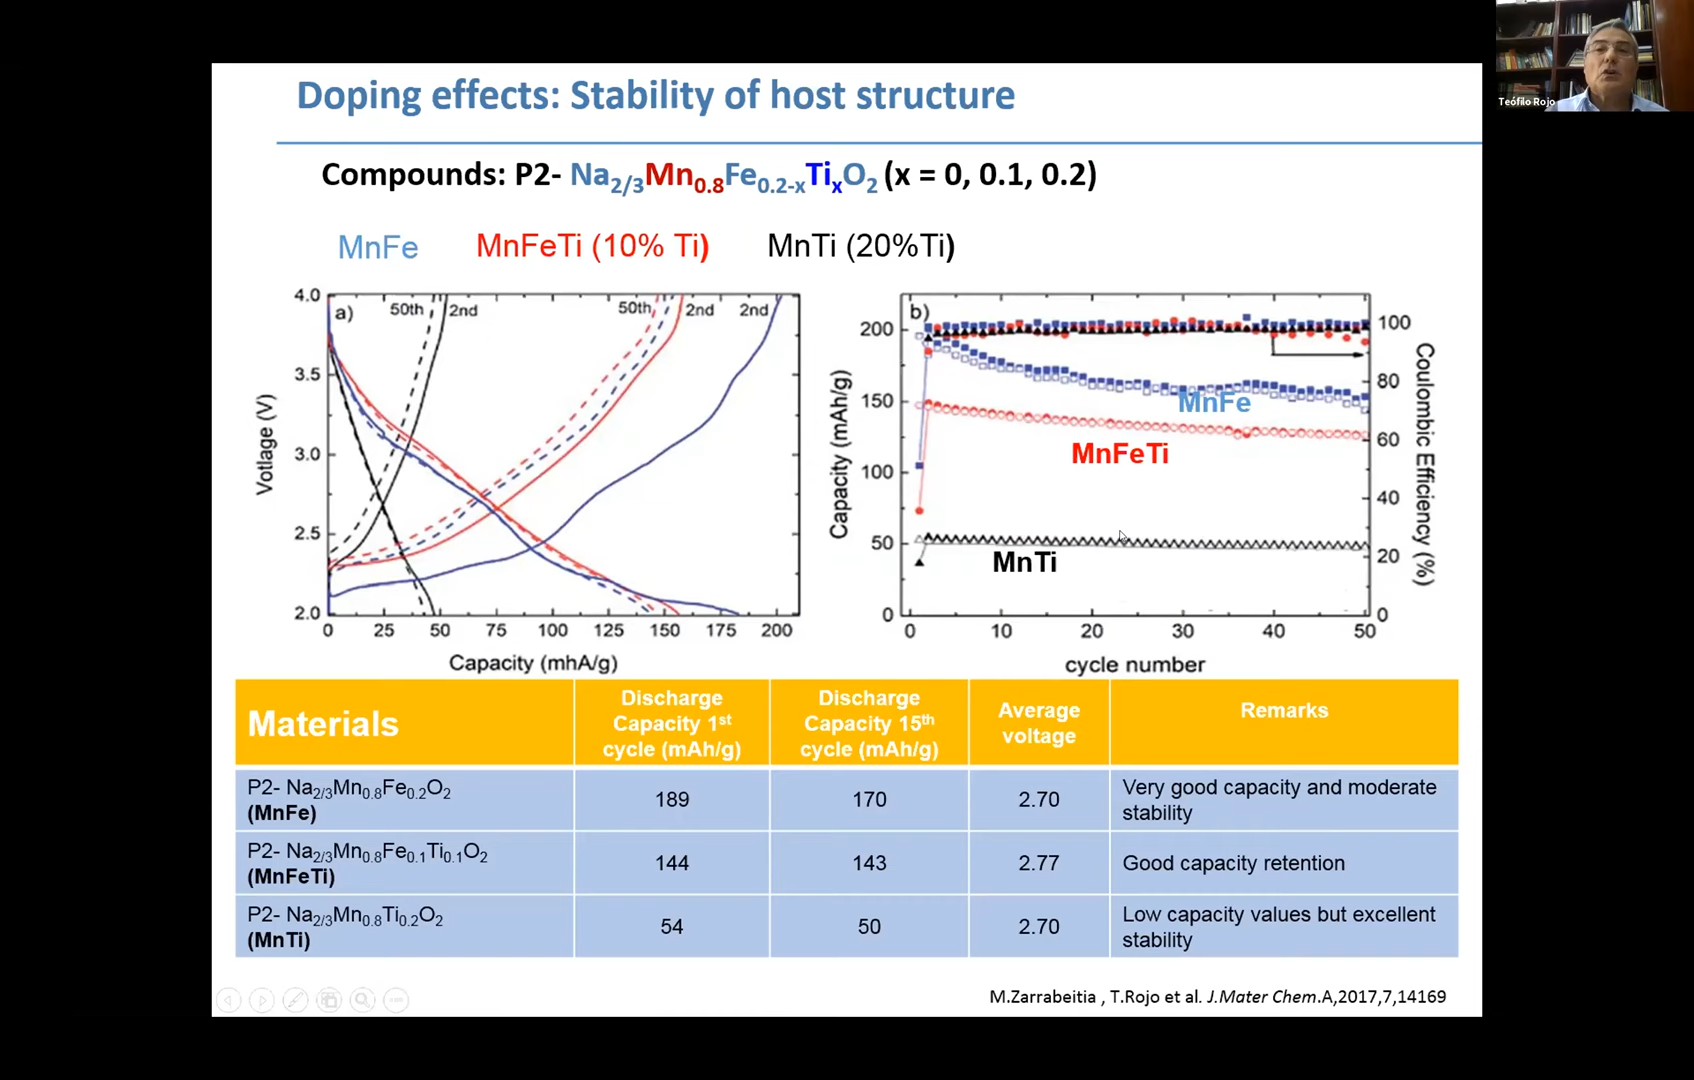 Doping effects: Stability of host structure
Teófilo Rojo
Compounds: P2- Na2/3Mn0.8Fe0.2-xTixO2 (x = 0, 0.1, 0.2)
MnFe MnFeTi (10% Ti) MnTi (20%Ti)
a)
50th 2nd 50th 2nd 2nd
4.0
3.5
3.0
2.5
2.0
Votlage (V)
0 25 50 75 100 125 150 175 200
Capacity (mhA/g)
b)
200
150
100
50
0
Capacity (mAh/g)
MnFe
MnFeTi
MnTi
100
80
60
40
20
0
Coulombic Efficiency (%)
0 10 20 30 40 50
cycle number
Materials
Discharge
Capacity 1st
cycle (mAh/g)
Discharge
Capacity 15th
cycle (mAh/g)
Average
voltage
Remarks
P2- Na2/3Mn0.8Fe0.2O2
(MnFe)
189
170
2.70
Very good capacity and moderate
stability
P2- Na2/3Mn0.8Fe0.1Ti0.1O2
(MnFeTi)
144
143
2.77
Good capacity retention
P2- Na2/3Mn0.8Ti0.2O2
(MnTi)
54
50
2.70
Low capacity values but excellent
stability
M.Zarrabeitia , T.Rojo et al. J.Mater Chem.A,2017,7,14169